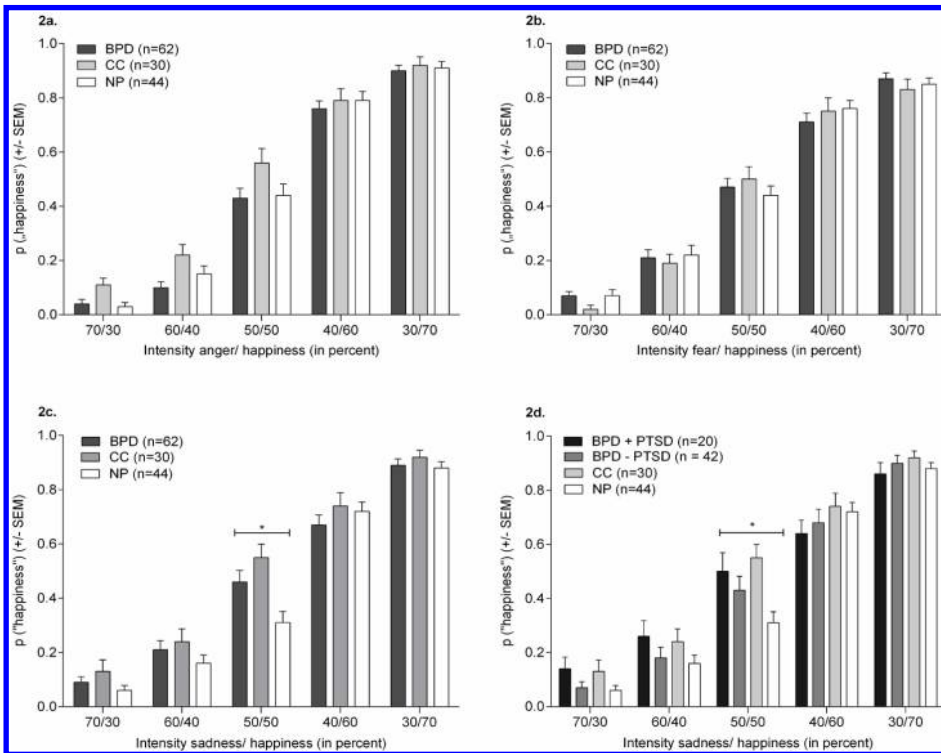 2a.
BPD (n=62)
CC (n=30)
NP (n=44)
p („happiness“) (+/- SEM)
1.0
0.8
0.6
0.4
0.2
0.0
70/30 60/40 50/50 40/60 30/70
Intensity anger/ happiness (in percent)
2b.
BPD (n=62)
CC (n=30)
NP (n=44)
p („happiness“) (+/- SEM)
1.0
0.8
0.6
0.4
0.2
0.0
70/30 60/40 50/50 40/60 30/70
Intensity fear/ happiness (in percent)
2c.
BPD (n=62)
CC (n=30)
NP (n=44)
p ("happiness") (+/- SEM)
1.0
0.8
0.6
0.4
0.2
0.0
*
70/30 60/40 50/50 40/60 30/70
Intensity sadness/ happiness (in percent)
2d.
BPD + PTSD (n=20)
BPD - PTSD (n = 42)
CC (n=30)
NP (n=44)
p ("happiness") (+/- SEM)
1.0
0.8
0.6
0.4
0.2
0.0
*
70/30 60/40 50/50 40/60 30/70
Intensity sadness/ happiness (in percent)